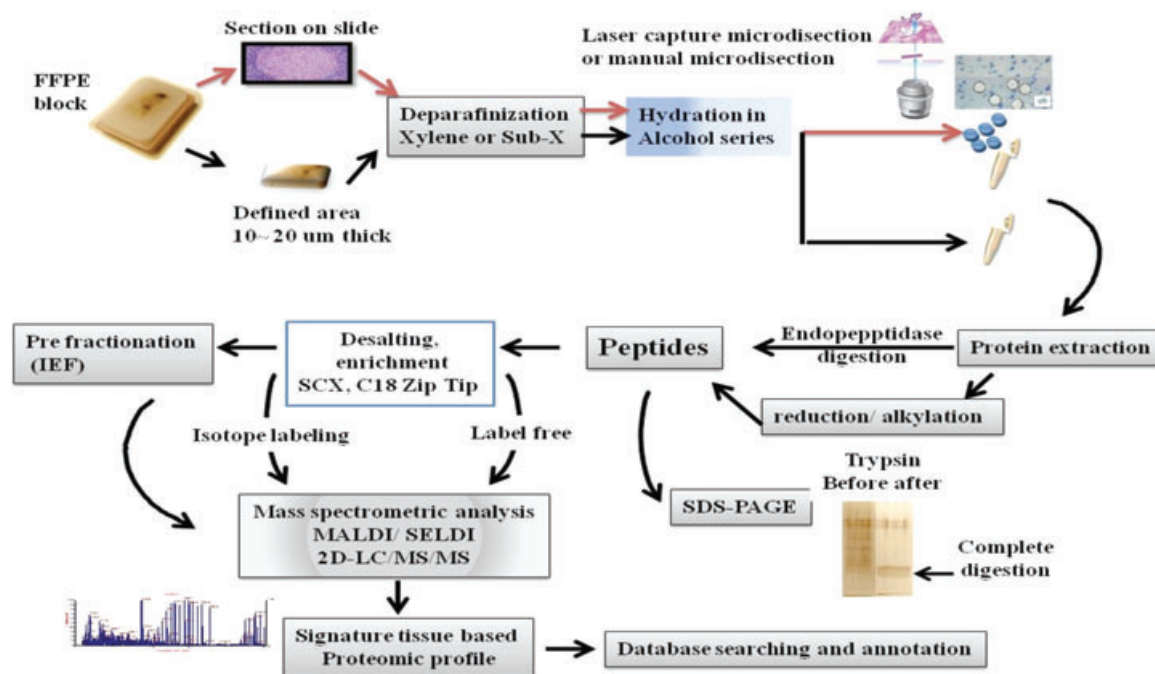 Section on slide
FFPE
block
Defined area
10~20 um thick
Deparafinization
Xylene or Sub-X
Hydration in
Alcohol series
Laser capture microdisection
or manual microdisection
Protein extraction
Endopepptidase
digestion
reduction/ alkylation
Peptides
SDS-PAGE
Trypsin
Before after
Complete
digestion
Desalting,
enrichment
SCX, C18 Zip Tip
Pre fractionation
(IEF)
Isotope labeling
Label free
Mass spectrometric analysis
MALDI/ SELDI
2D-LC/MS/MS
Signature tissue based
Proteomic profile
Database searching and annotation